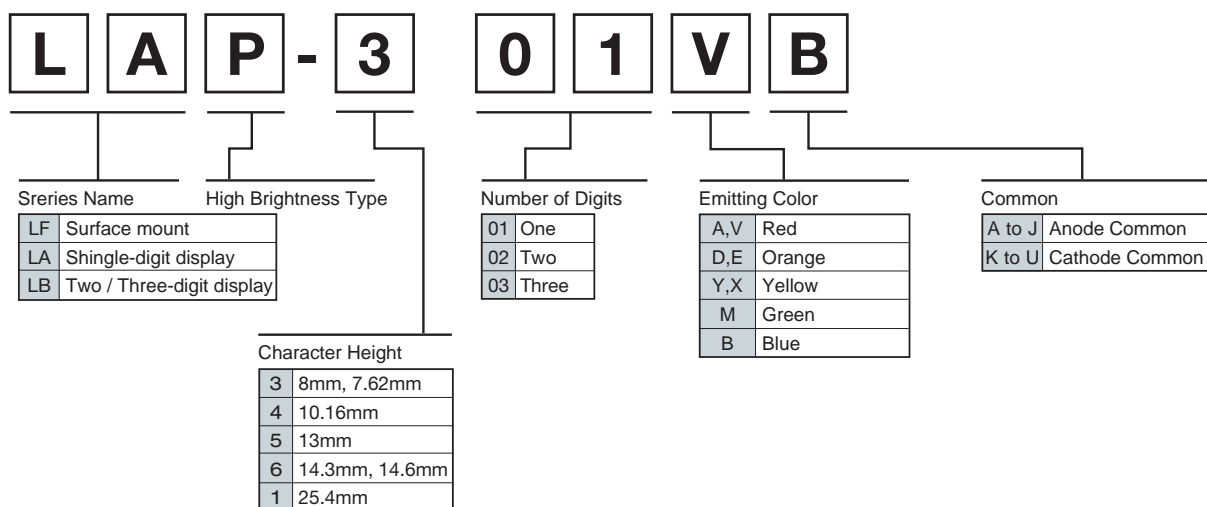 L A P - 3 0 1 V B
Sreries Name
LF Surface mount
LA Shingle-digit display
LB Two / Three-digit display
High Brightness Type
Character Height
3 8mm, 7.62mm
4 10.16mm
5 13mm
6 14.3mm, 14.6mm
1 25.4mm
Number of Digits
01 One
02 Two
03 Three
Emitting Color
A,V Red
D,E Orange
Y,X Yellow
M Green
B Blue
Common
A to J Anode Common
K to U Cathode Common